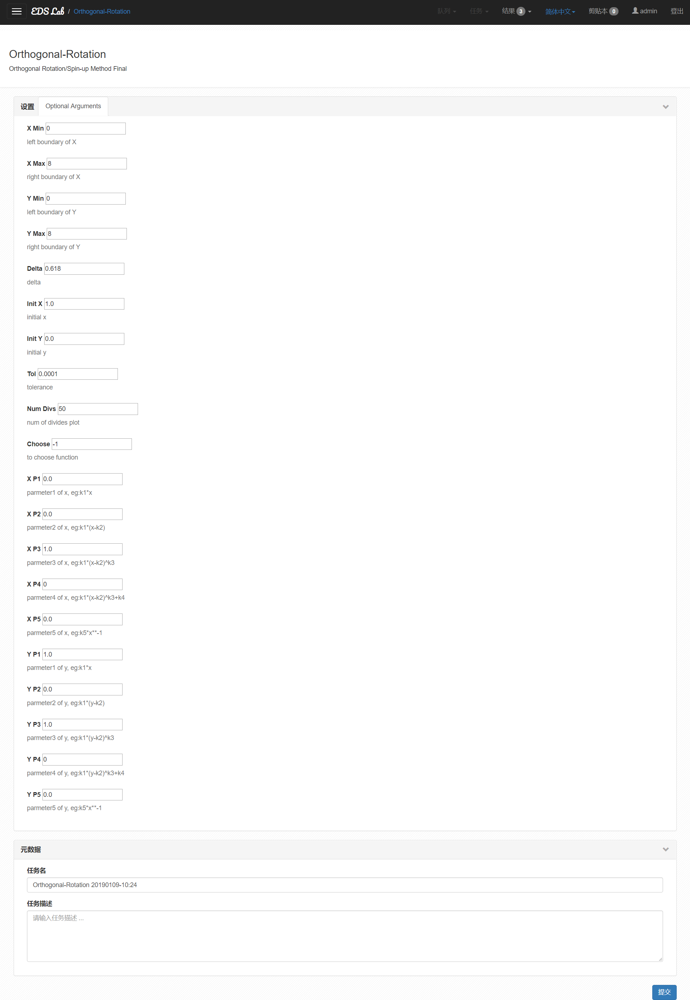 EDS Lab / Orthogonal-Rotation 队列 任务 结果 3 简体中文 剪贴本 0 admin 登出
Orthogonal-Rotation
Orthogonal Rotation/Spin-up Method Final
设置 Optional Arguments
X Min 0
left boundary of X
X Max 8
right boundary of X
Y Min 0
left boundary of Y
Y Max 8
right boundary of Y
Delta 0.618
delta
Init X 1.0
initial x
Init Y 0.0
initial y
Tol 0.0001
tolerance
Num Divs 50
num of divides plot
Choose -1
to choose function
X P1 0.0
parmeter1 of x, eg:k1*x
X P2 0.0
parmeter2 of x, eg:k1*(x-k2)
X P3 1.0
parmeter3 of x, eg:k1*(x-k2)^k3
X P4 0
parmeter4 of x, eg:k1*(x-k2)^k3+k4
X P5 0.0
parmeter5 of x, eg:k5*x**-1
Y P1 1.0
parmeter1 of y, eg:k1*x
Y P2 0.0
parmeter2 of y, eg:k1*(y-k2)
Y P3 1.0
parmeter3 of y, eg:k1*(y-k2)^k3
Y P4 0
parmeter4 of y, eg:k1*(y-k2)^k3+k4
Y P5 0.0
parmeter5 of y, eg:k5*x**-1
元数据
任务名
Orthogonal-Rotation 20190109-10:24
任务描述
请输入任务描述 ...
提交